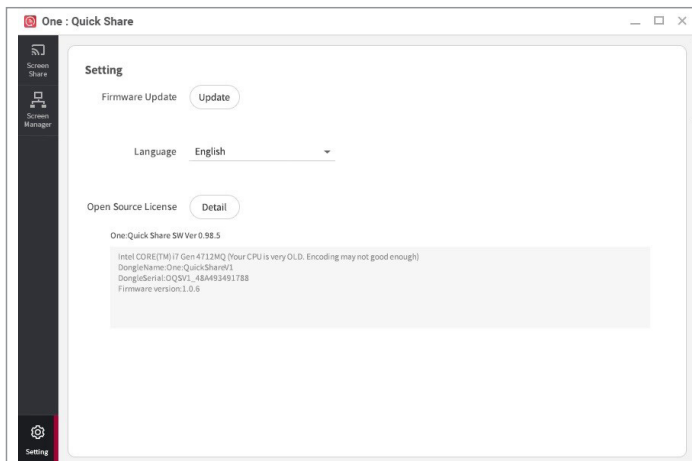 One : Quick Share
Screen
Share
Screen
Manager
Setting
Firmware Update Update
Language English
Open Source License Detail
One:Quick Share SW Ver 0.98.5
Intel CORE(TM) i7 Gen 4712MQ (Your CPU is very OLD. Encoding may not good enough)
DongleName:One:QuickShareV1
DongleSerial:OQSV1_48A493491788
Firmware version:1.0.6
Setting